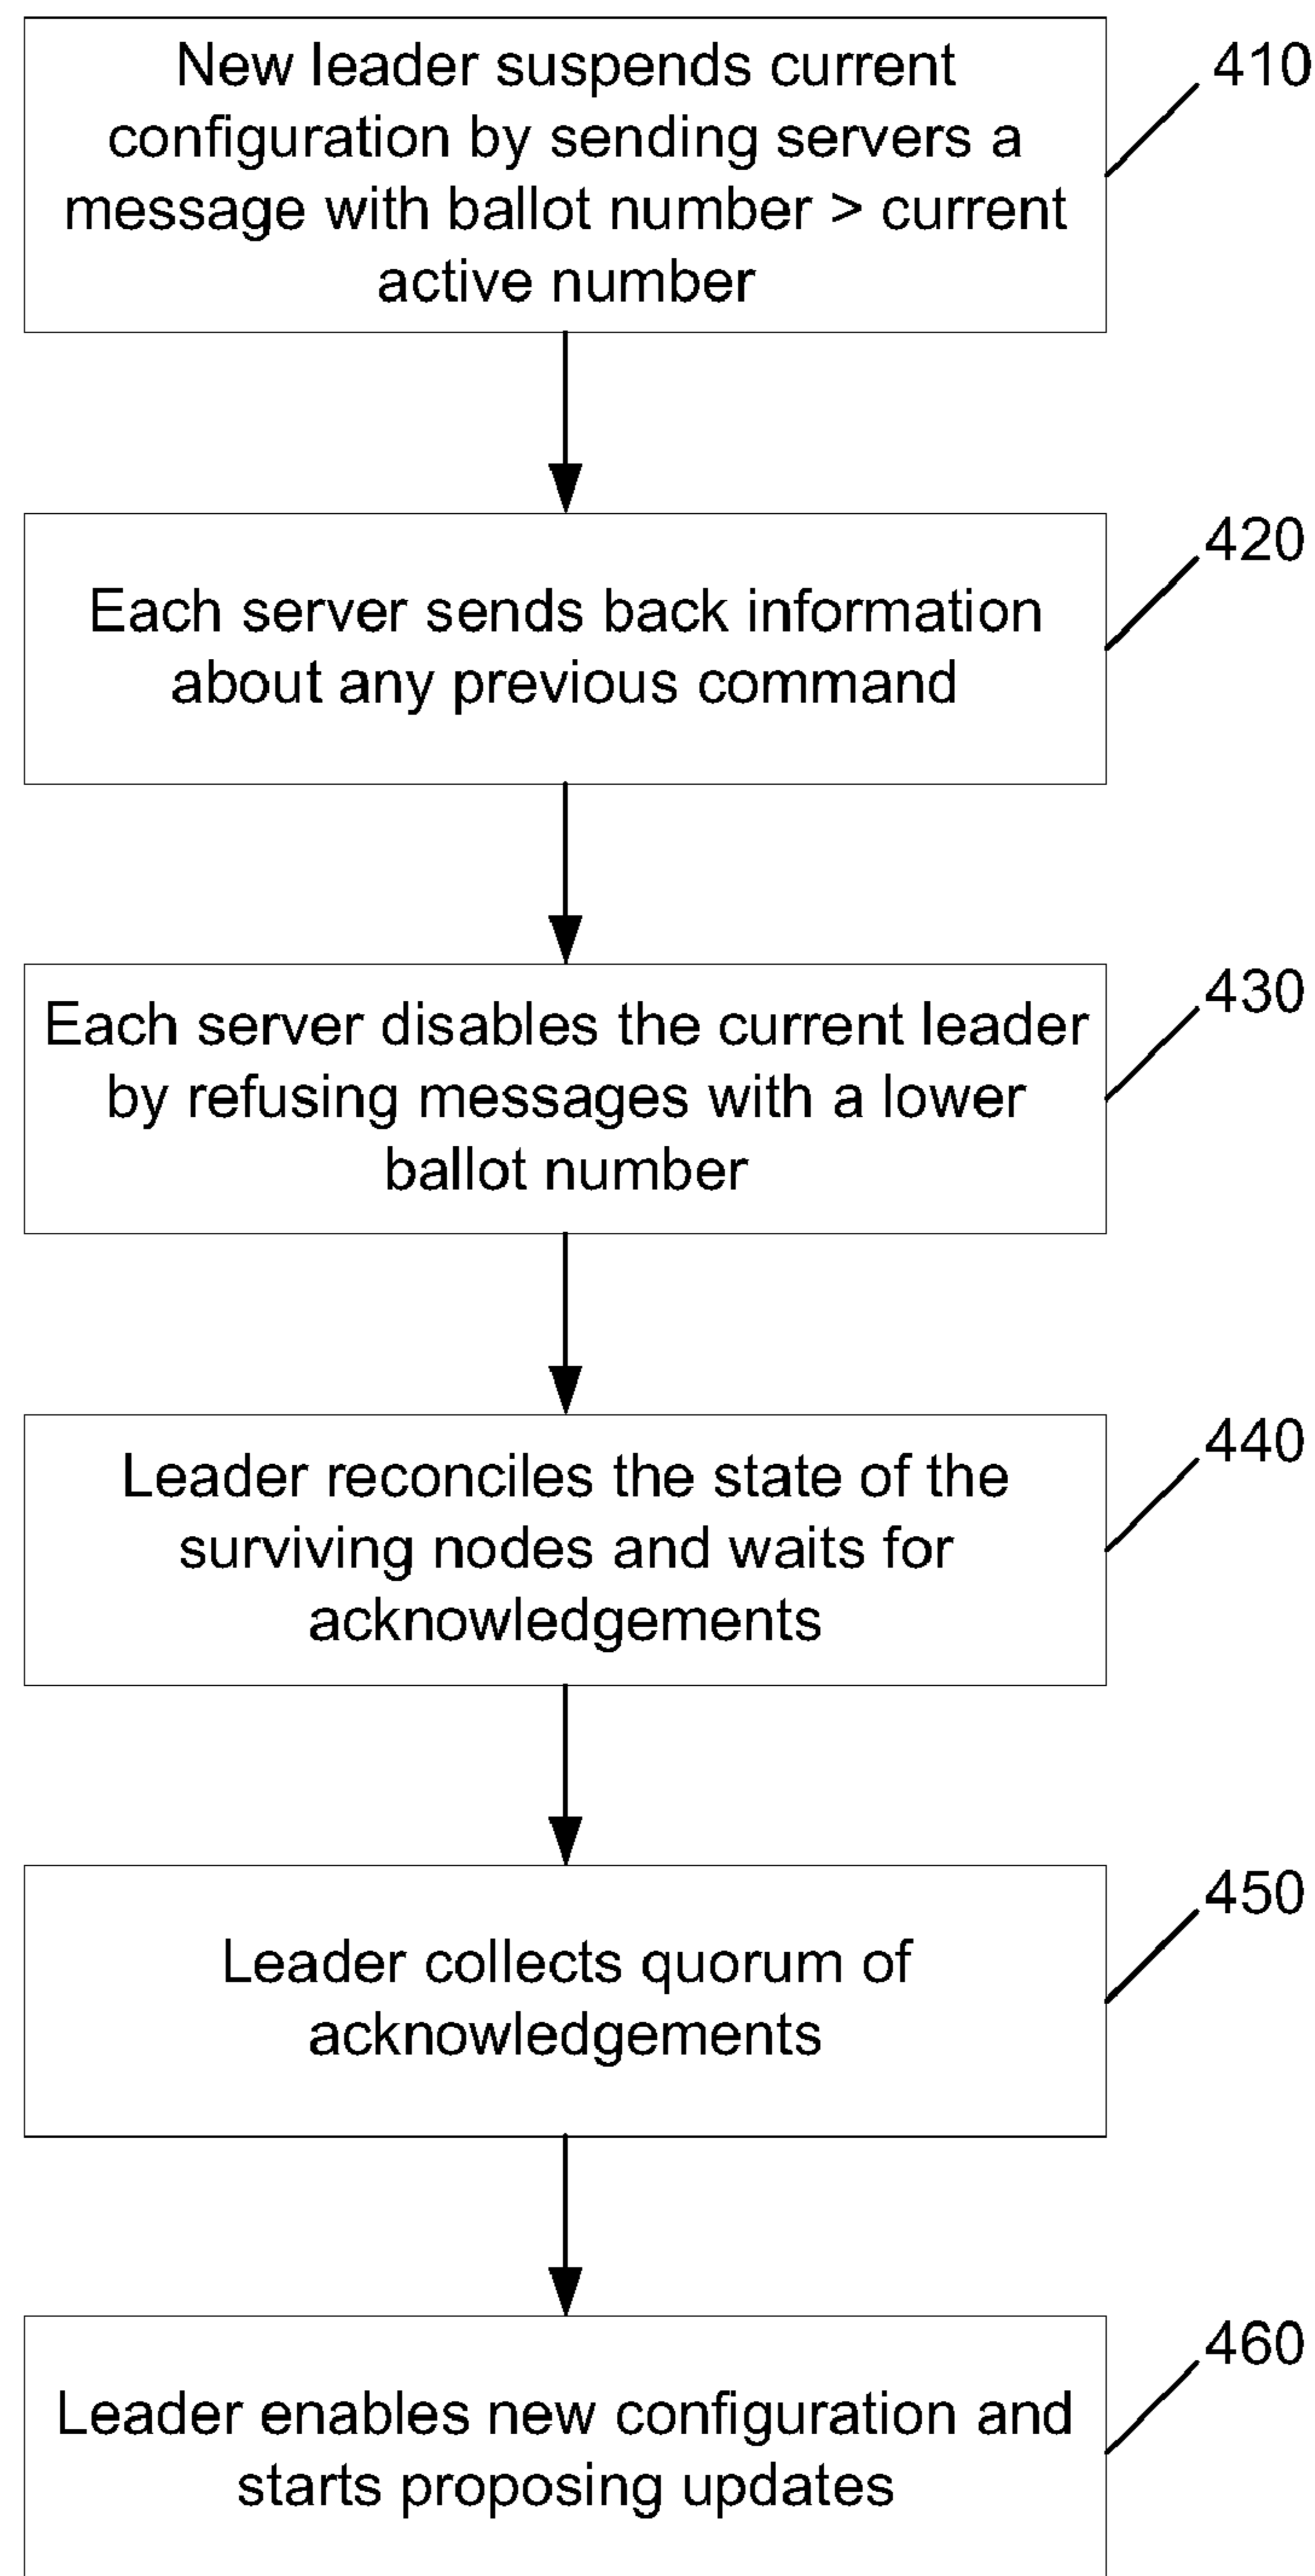 New leader suspends current
configuration by sending servers a
message with ballot number > current
active number
410
Each server sends back information
about any previous command
420
Each server disables the current leader
by refusing messages with a lower
ballot number
430
Leader reconciles the state of the
surviving nodes and waits for
acknowledgements
440
Leader collects quorum of
acknowledgements
450
Leader enables new configuration and
starts proposing updates
460